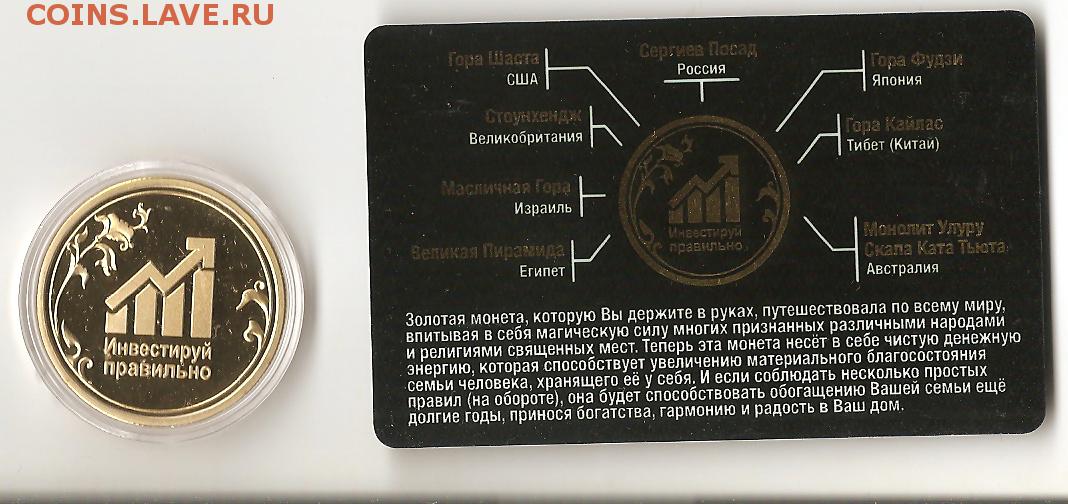 COINS.LAVE.RU
Инвестируй
правильно
Сергиев Посад
Россия
Гора Шаста
США
Гора Фудзи
Япония
Стоунхендж
Великобритания
Гора Кайлас
Тибет (Китай)
Масличная Гора
Израиль
Инвестируй
правильно
Великая Пирамида
Египет
Монолит Улуру
Скала Ката Тьюта
Австралия
Золотая монета, которую Вы держите в руках, путешествовала по всему миру,
впитывая в себя магическую силу многих признанных различными народами
и религиями священных мест. Теперь эта монета несёт в себе чистую денежную
энергию, которая способствует увеличению материального благосостояния
семьи человека, хранящего её у себя. И если соблюдать несколько простых
правил (на обороте), она будет способствовать обогащению Вашей семьи ещё
долгие годы, принося богатства, гармонию и радость в Ваш дом.